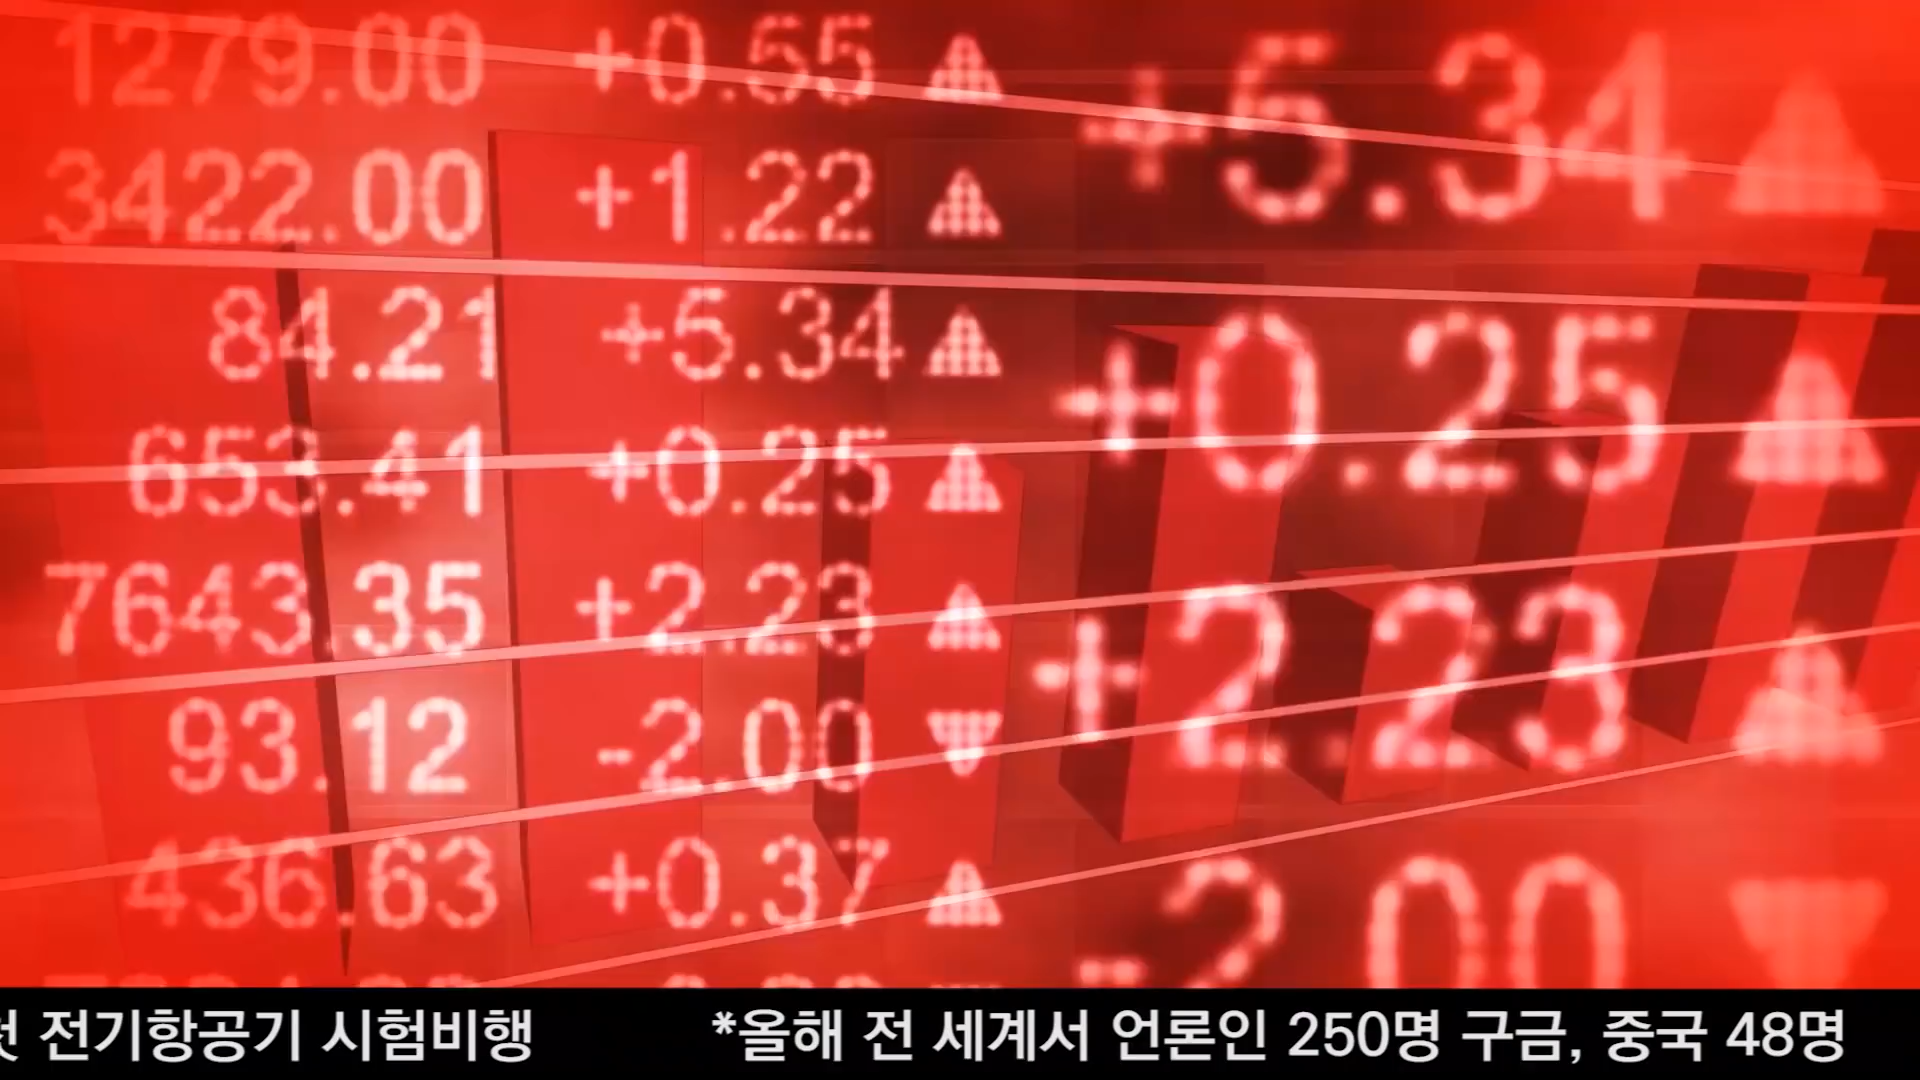 1279.00 +0.55 ▲
3422.00 +1.22 ▲
84.21 +5.34 ▲
653.41 +0.25 ▲
7643.35 +2.23 ▲
93.12 -2.00 ▼
436.63 +0.37 ▲
+5.34 ▲
+0.25 ▲
+2.23 ▲
-2.00 ▼
전기항공기 시험비행 *올해 전 세계서 언론인 250명 구금, 중국 48명